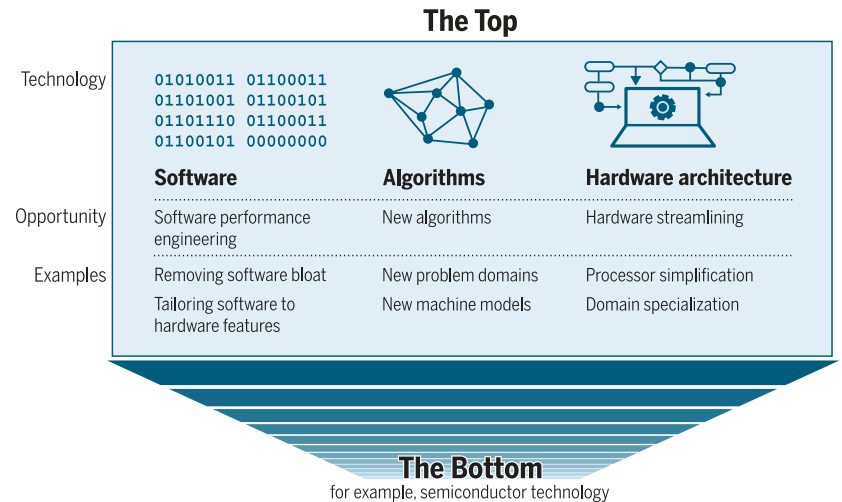 The Top
Technology
01010011 01100011
01101001 01100101
01101110 01100011
01100101 00000000
Software
Algorithms
Hardware architecture
Opportunity
Software performance
engineering
New algorithms
Hardware streamlining
Examples
Removing software bloat
New problem domains
Processor simplification
Tailoring software to
hardware features
New machine models
Domain specialization
The Bottom
for example, semiconductor technology